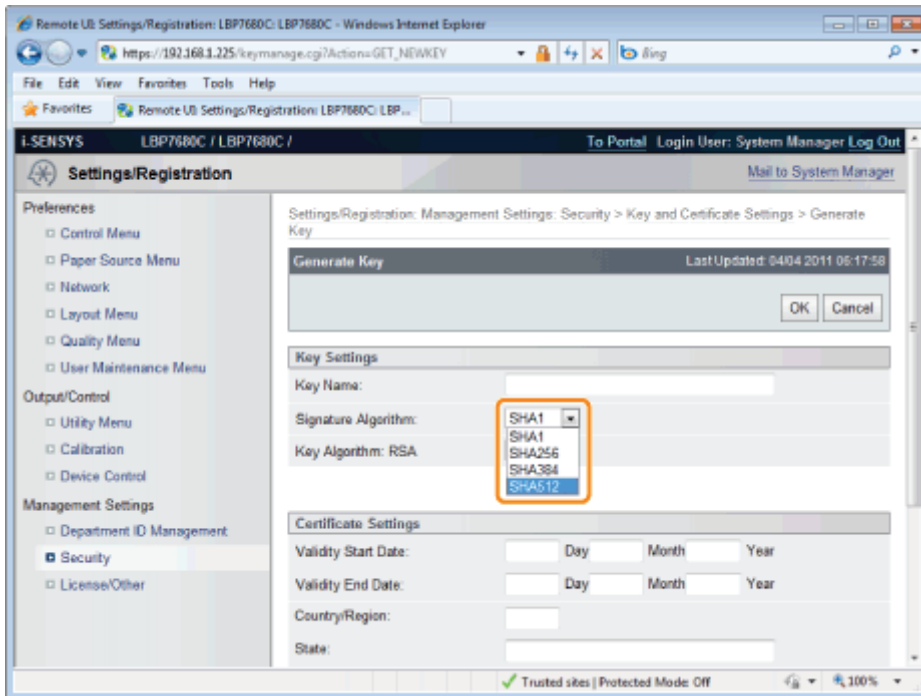 Remote UI: Settings/Registration: LBP7680C: LBP7680C - Windows Internet Explorer
https://192.168.1.225/keymanage.cgi?Action=GET_NEWKEY
Bing
File Edit View Favorites Tools Help
Favorites Remote UI: Settings/Registration: LBP7680C: LBP...
i-SENSYS LBP7680C / LBP7680C / To Portal Login User: System Manager Log Out
Settings/Registration Mail to System Manager
Preferences
Control Menu
Paper Source Menu
Network
Layout Menu
Quality Menu
User Maintenance Menu
Output/Control
Utility Menu
Calibration
Device Control
Management Settings
Department ID Management
Security
License/Other
Settings/Registration: Management Settings: Security > Key and Certificate Settings > Generate
Key
Generate Key Last Updated: 04/04 2011 06:17:58
OK Cancel
Key Settings
Key Name:
Signature Algorithm: SHA1
SHA1
Key Algorithm: RSA SHA256
SHA384
SHA512
Certificate Settings
Validity Start Date: Day Month Year
Validity End Date: Day Month Year
Country/Region:
State:
Trusted sites | Protected Mode: Off 100%